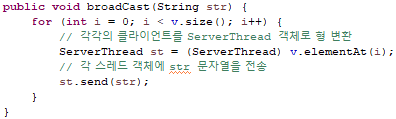 public void broadCast(String str) {
    for (int i = 0; i < v.size(); i++) {
        // 각각의 클라이언트를 ServerThread 객체로 형 변환
        ServerThread st = (ServerThread) v.elementAt(i);
        // 각 스레드 객체에 str 문자열을 전송
        st.send(str);
    }
}